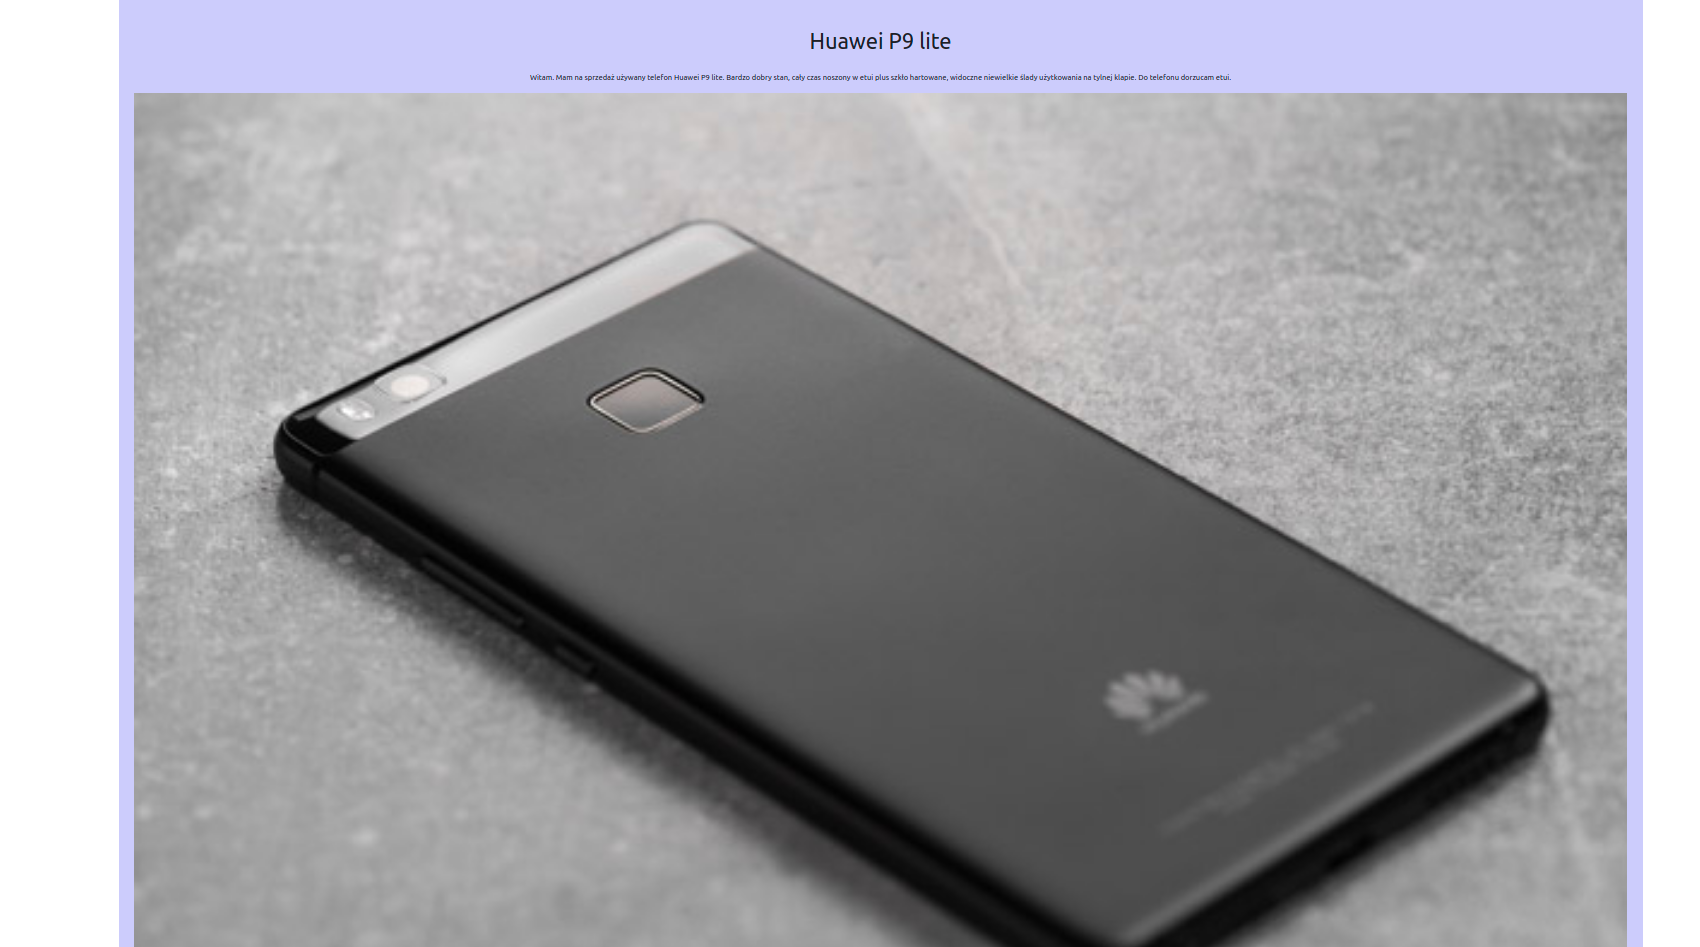 Huawei P9 lite
Witam. Mam na sprzedaż używany telefon Huawei P9 lite. Bardzo dobry stan, cały czas noszony w etui plus szkło hartowane, widoczne niewielkie ślady użytkowania na tylnej klapie. Do telefonu dorzucam etui.